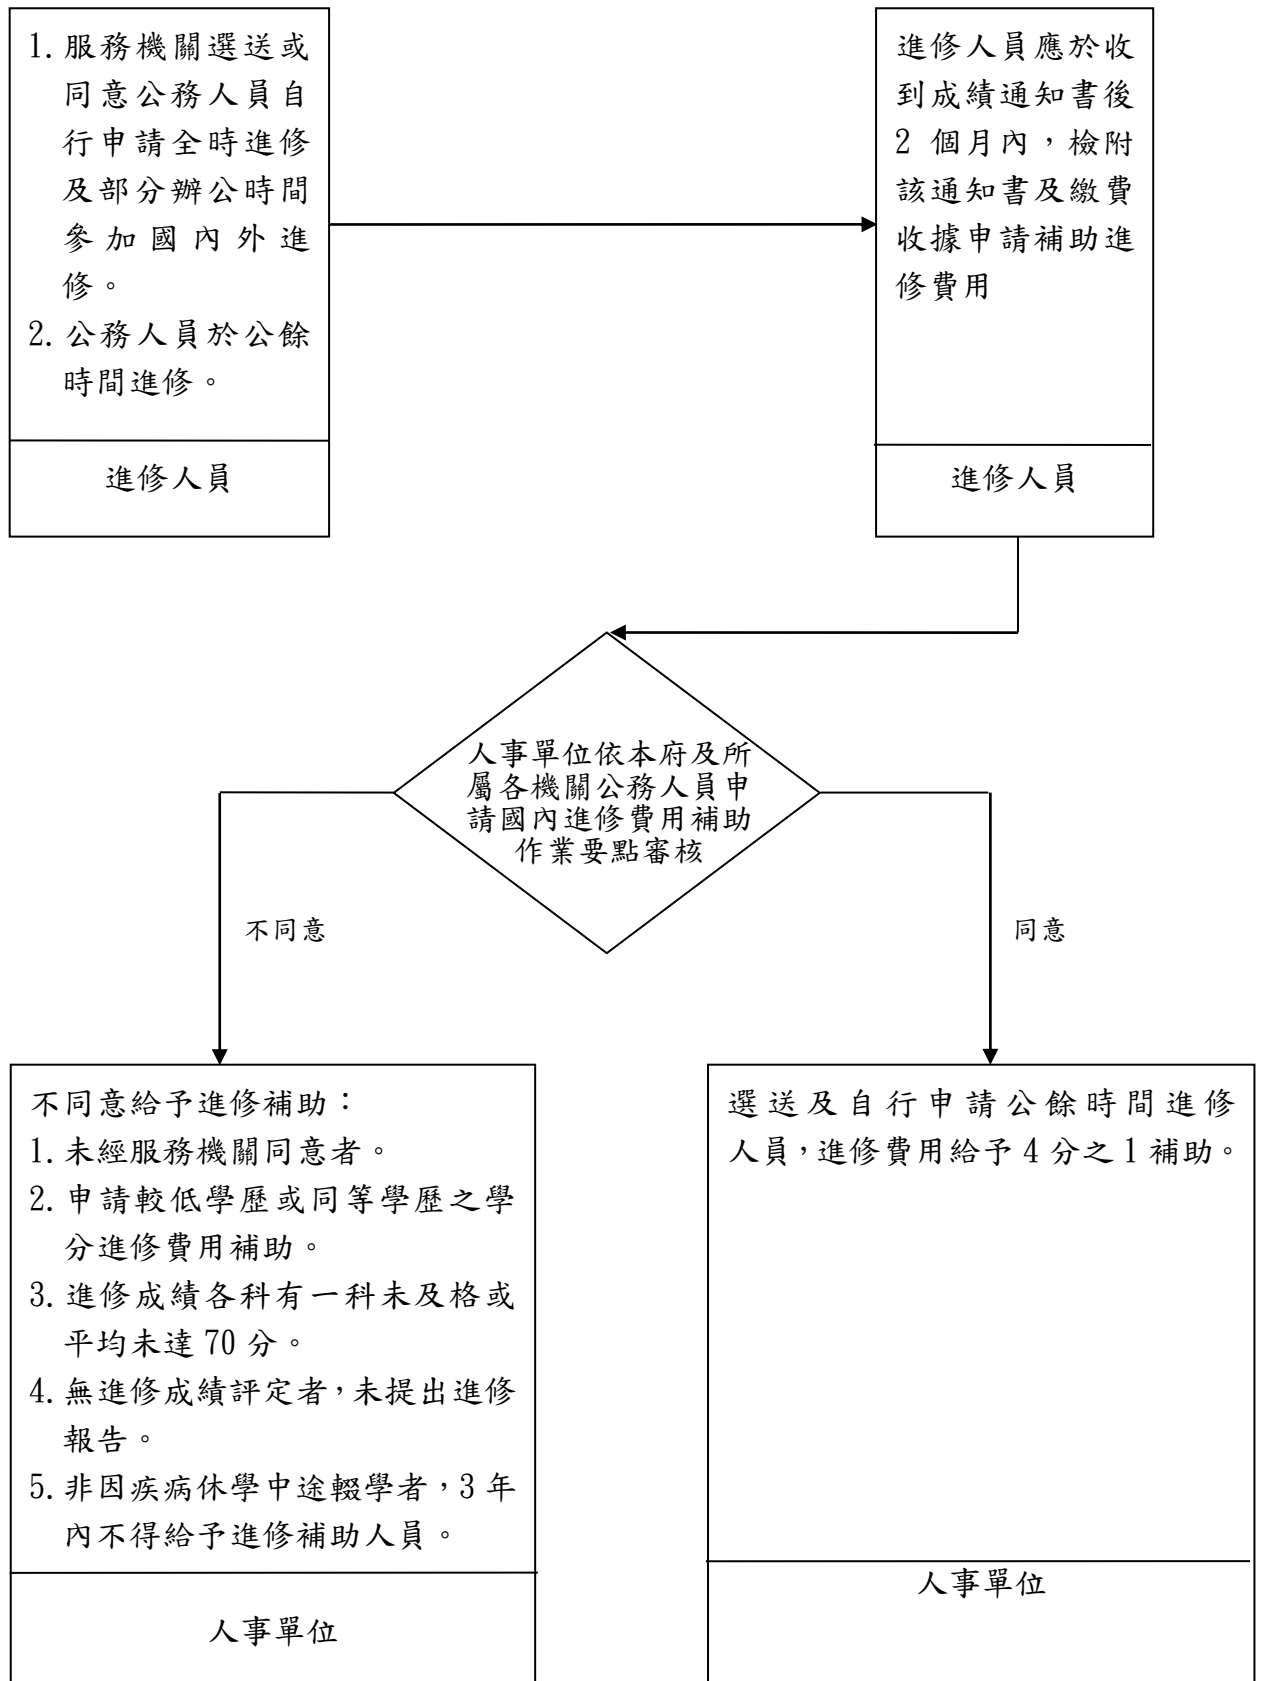 1. 服務機關選送或
同意公務人員自
行申請全時進修
及部分辦公時間
參加國內外進
修。
2. 公務人員於公餘
時間進修。
進修人員
進修人員應於收
到成績通知書後
2 個月內，檢附
該通知書及繳費
收據申請補助進
修費用
進修人員
人事單位依本府及所
屬各機關公務人員申
請國內進修費用補助
作業要點審核
不同意
同意
不同意給予進修補助：
1. 未經服務機關同意者。
2. 申請較低學歷或同等學歷之學
分進修費用補助。
3. 進修成績各科有一科未及格或
平均未達 70 分。
4. 無進修成績評定者，未提出進修
報告。
5. 非因疾病休學中途輟學者，3 年
內不得給予進修補助人員。
人事單位
選送及自行申請公餘時間進修
人員，進修費用給予 4 分之 1 補助。
人事單位